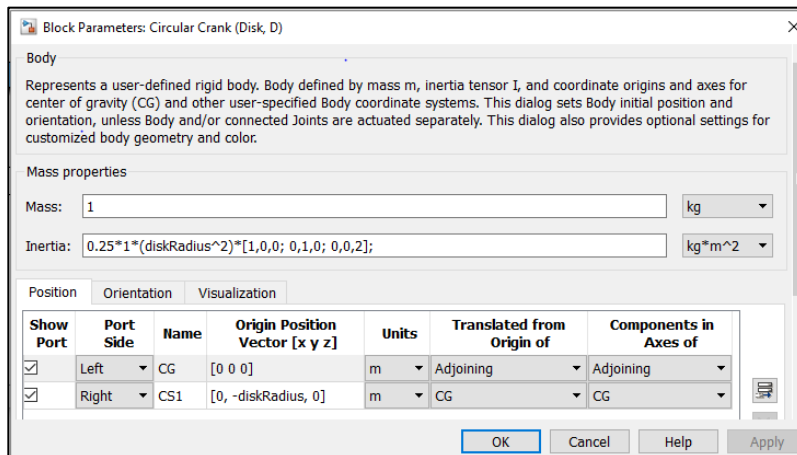 Block Parameters: Circular Crank (Disk, D)
Body
Represents a user-defined rigid body. Body defined by mass m, inertia tensor I, and coordinate origins and axes for
center of gravity (CG) and other user-specified Body coordinate systems. This dialog sets Body initial position and
orientation, unless Body and/or connected Joints are actuated separately. This dialog also provides optional settings for
customized body geometry and color.
Mass properties
Mass: 1 kg
Inertia: 0.25*1*(diskRadius^2)*[1,0,0; 0,1,0; 0,0,2]; kg*m^2
Position Orientation Visualization
Show Port Port Side Name Origin Position Vector [x y z] Units Translated from Origin of Components in Axes of
Left CG [0 0 0] m Adjoining Adjoining
Right CS1 [0, -diskRadius, 0] m CG CG
OK Cancel Help Apply